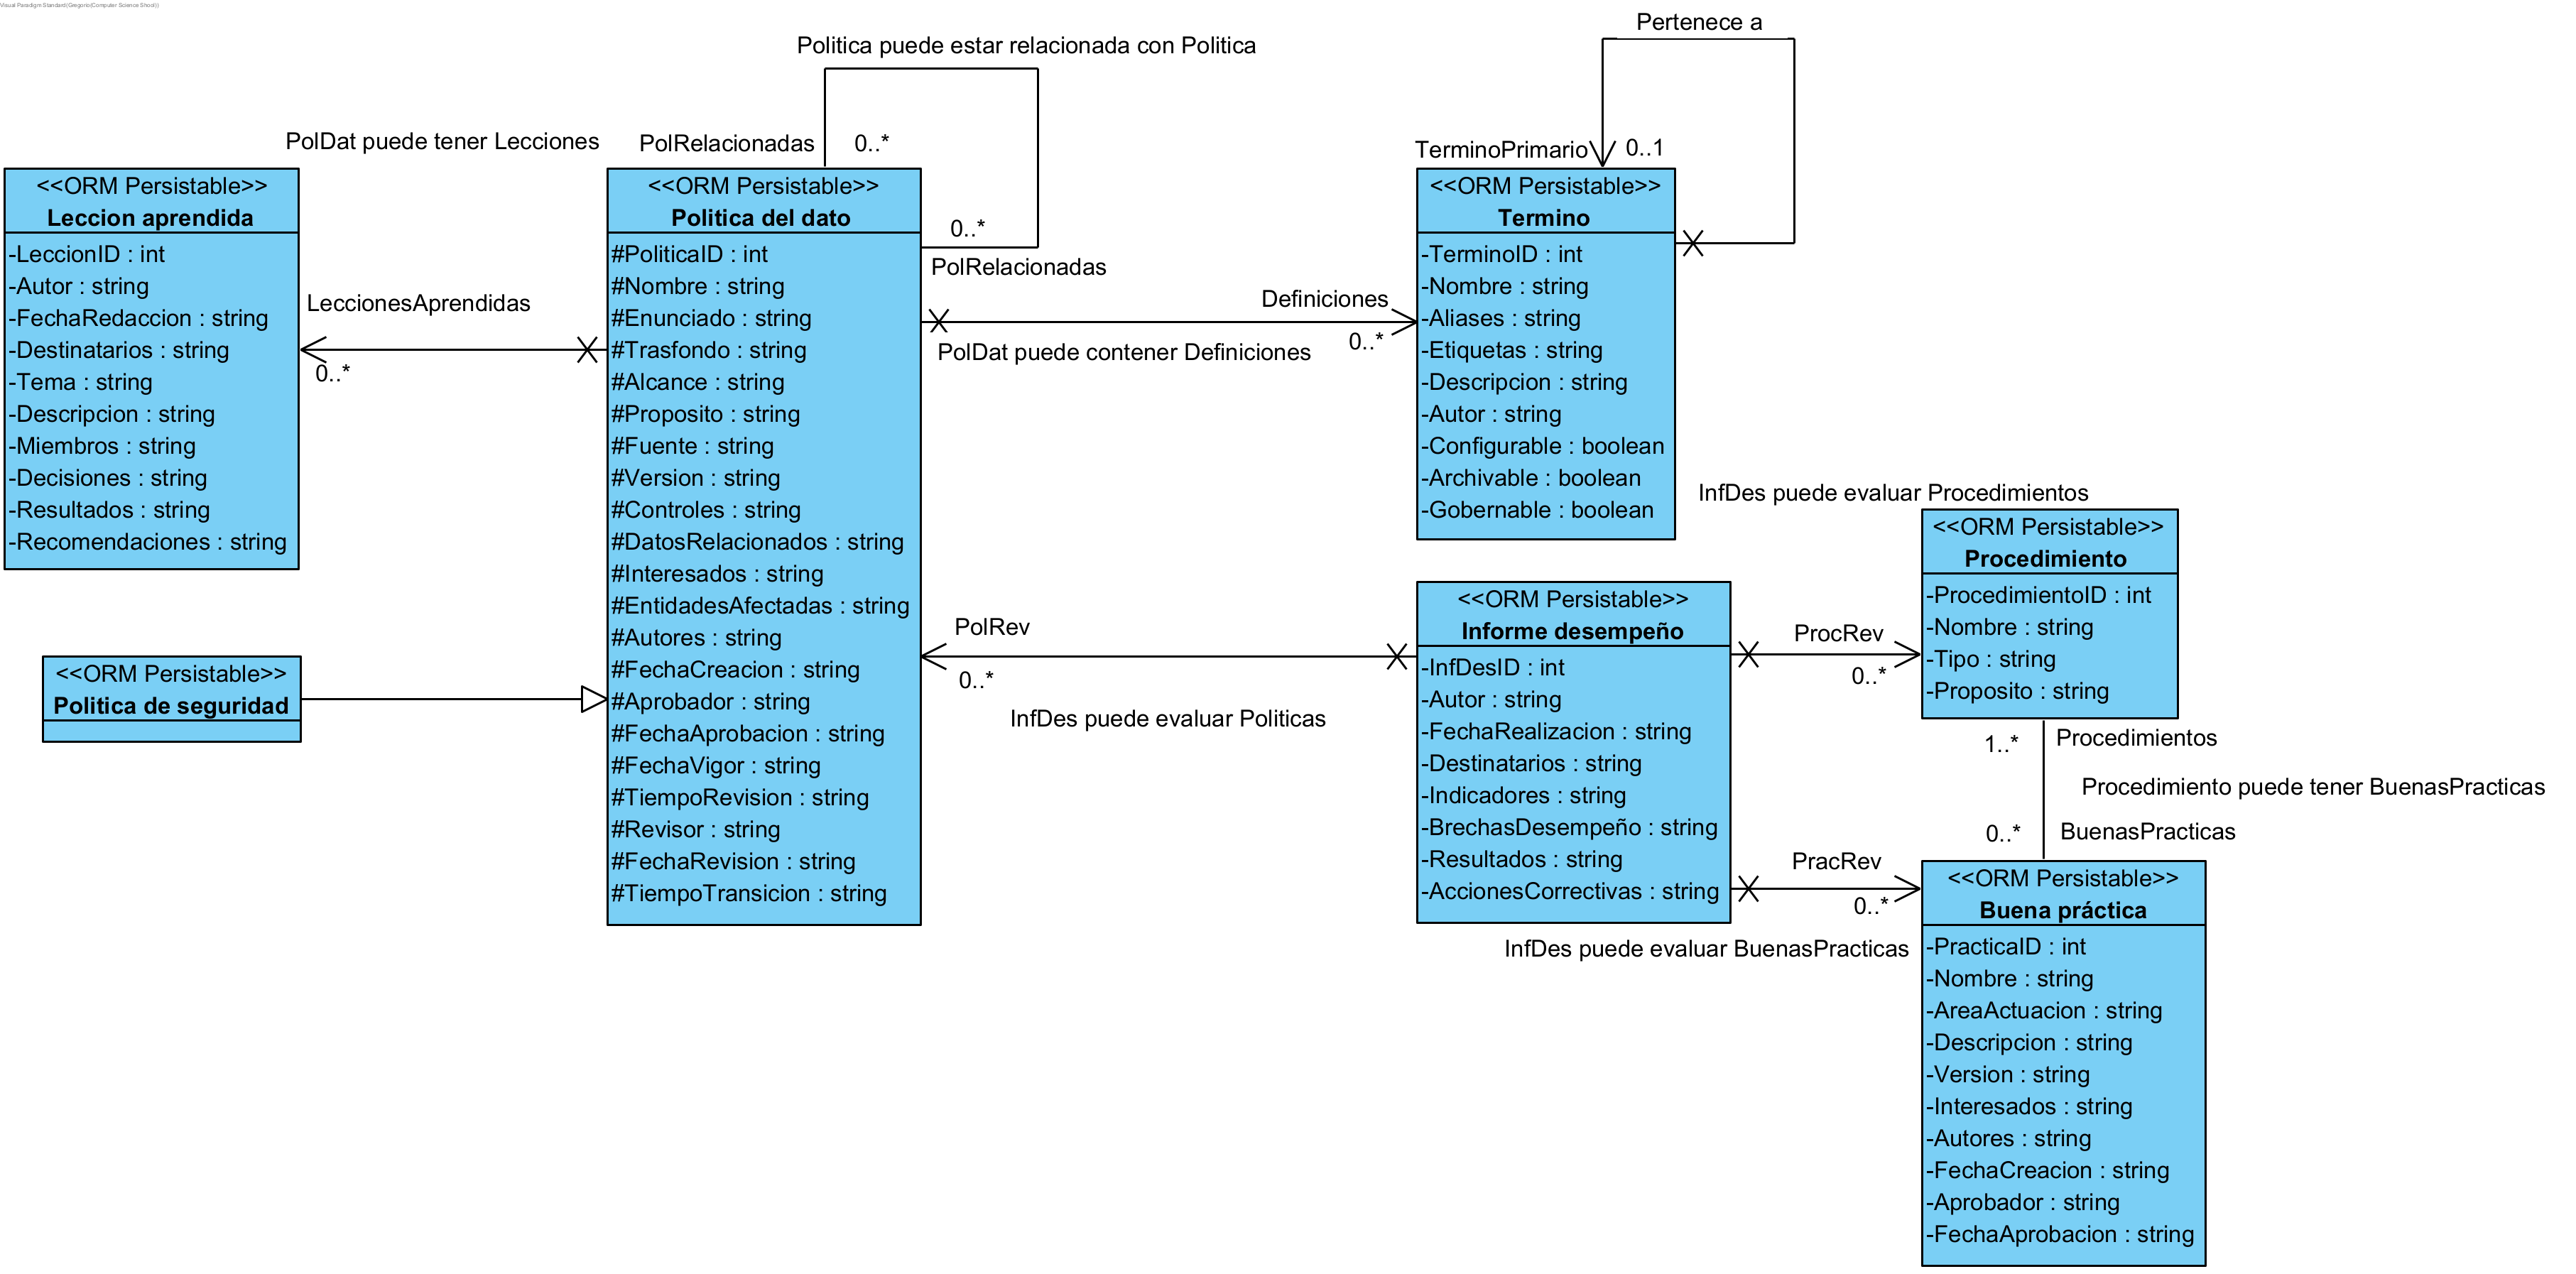 Visual Paradigm Standard(Gregorio(Computer Science Shool))
Pertenece a
Politica puede estar relacionada con Politica
PolDat puede tener Lecciones
PolRelacionadas
0..*
TerminoPrimario
0..1
<<ORM Persistable>>
Leccion aprendida
-LeccionID : int
-Autor : string
-FechaRedaccion : string
-Destinatarios : string
-Tema : string
-Descripcion : string
-Miembros : string
-Decisiones : string
-Resultados : string
-Recomendaciones : string
LeccionesAprendidas
0..*
<<ORM Persistable>>
Politica del dato
#PoliticaID : int
#Nombre : string
#Enunciado : string
#Trasfondo : string
#Alcance : string
#Proposito : string
#Fuente : string
#Version : string
#Controles : string
#DatosRelacionados : string
#Interesados : string
#EntidadesAfectadas : string
#Autores : string
#FechaCreacion : string
#Aprobador : string
#FechaAprobacion : string
#FechaVigor : string
#TiempoRevision : string
#Revisor : string
#FechaRevision : string
#TiempoTransicion : string
0..*
PolRelacionadas
Definiciones
0..*
PolDat puede contener Definiciones
<<ORM Persistable>>
Termino
-TerminoID : int
-Nombre : string
-Aliases : string
-Etiquetas : string
-Descripcion : string
-Autor : string
-Configurable : boolean
-Archivable : boolean
-Gobernable : boolean
<<ORM Persistable>>
Politica de seguridad
PolRev
0..*
InfDes puede evaluar Politicas
<<ORM Persistable>>
Informe desempeño
-InfDesID : int
-Autor : string
-FechaRealizacion : string
-Destinatarios : string
-Indicadores : string
-BrechasDesempeño : string
-Resultados : string
-AccionesCorrectivas : string
InfDes puede evaluar Procedimientos
ProcRev
0..*
<<ORM Persistable>>
Procedimiento
-ProcedimientoID : int
-Nombre : string
-Tipo : string
-Proposito : string
1..*
Procedimientos
Procedimiento puede tener BuenasPracticas
0..*
BuenasPracticas
PracRev
0..*
InfDes puede evaluar BuenasPracticas
<<ORM Persistable>>
Buena práctica
-PracticaID : int
-Nombre : string
-AreaActuacion : string
-Descripcion : string
-Version : string
-Interesados : string
-Autores : string
-FechaCreacion : string
-Aprobador : string
-FechaAprobacion : string